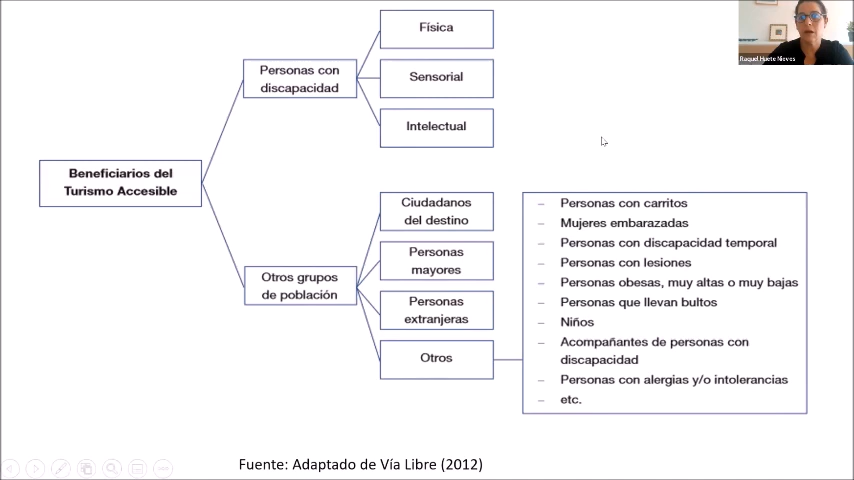 Raquel Huete Nieves
Física
Personas con
discapacidad
Sensorial
Intelectual
Beneficiarios del
Turismo Accesible
Ciudadanos
del destino
Personas
mayores
Otros grupos
de población
Personas
extranjeras
Otros
– Personas con carritos
– Mujeres embarazadas
– Personas con discapacidad temporal
– Personas con lesiones
– Personas obesas, muy altas o muy bajas
– Personas que llevan bultos
– Niños
– Acompañantes de personas con
discapacidad
– Personas con alergias y/o intolerancias
– etc.
Fuente: Adaptado de Vía Libre (2012)